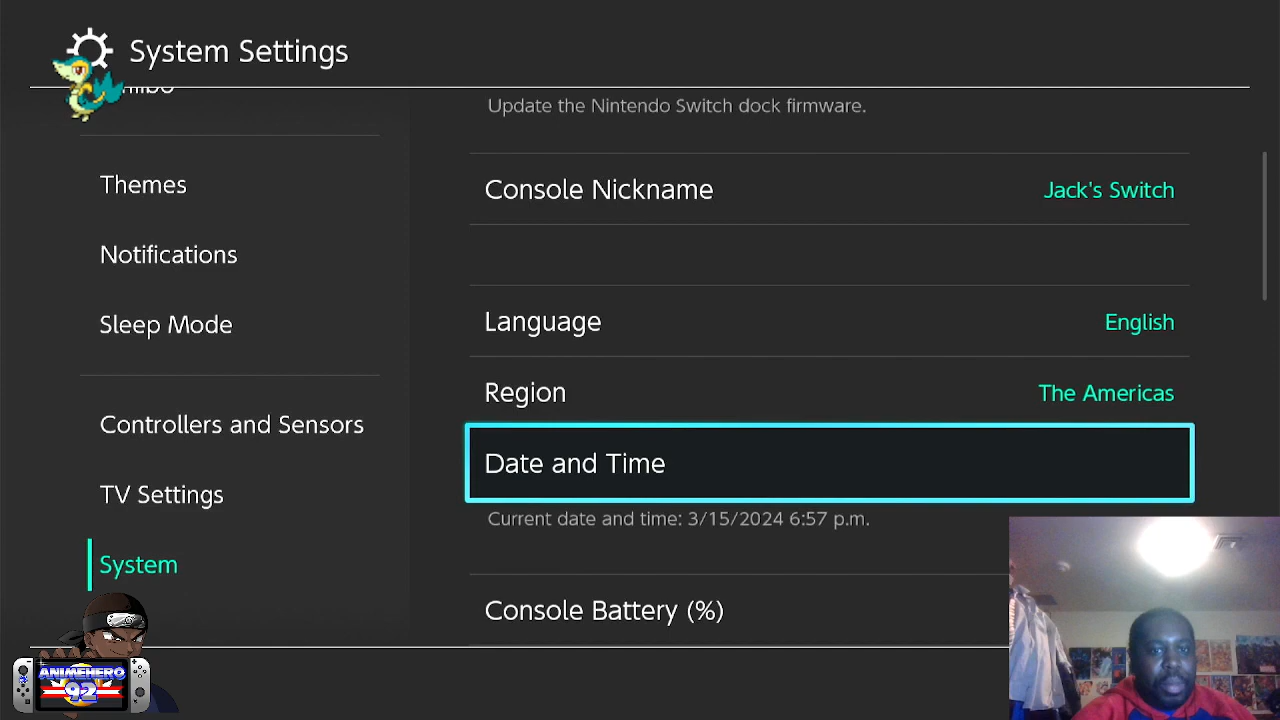 System Settings
Update the Nintendo Switch dock firmware.
Themes
Console Nickname Jack's Switch
Notifications
Sleep Mode
Language English
Region The Americas
Controllers and Sensors
Date and Time
TV Settings
Current date and time: 3/15/2024 6:57 p.m.
System
Console Battery (%)
ANIMEHERO
92